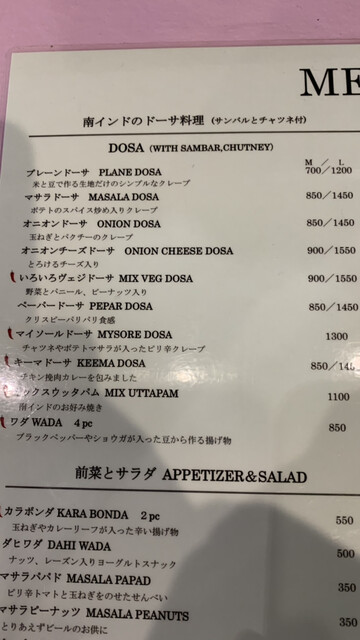 南インドのドーサ料理 (サンバルとチャツネ付)
DOSA (WITH SAMBAR,CHUTNEY)
M / L
プレーンドーサ PLANE DOSA 700/1200
米と豆で作る生地だけのシンプルなクレープ
マサラドーサ MASALA DOSA 850/1450
ポテトのスパイス炒め入りクレープ
オニオンドーサ ONION DOSA 850/1450
玉ねぎとパクチーのクレープ
オニオンチーズドーサ ONION CHEESE DOSA 900/1550
とろけるチーズ入り
いろいろヴェジドーサ MIX VEG DOSA 900/1550
野菜とパニール、ピーナッツ入り
ペーパードーサ PEPAR DOSA 850/1450
クリスピーパリパリ食感
マイソールドーサ MYSORE DOSA 1300
チャツネやポテトマサラが入ったピリ辛クレープ
キーマドーサ KEEMA DOSA 850/145
チキン挽肉カレーを包みました
ックスウッタパム MIX UTTAPAM 1100
南インドのお好み焼き
ワダ WADA 4pc 850
ブラックペッパーやショウガが入った豆から作る揚げ物
前菜とサラダ APPETIZER&SALAD
カラボンダ KARA BONDA 2pc 550
玉ねぎやカレーリーフが入った辛い揚げ物
ダヒワダ DAHI WADA 500
ナッツ、レーズン入りヨーグルトスナック
マサラパパド MASALA PAPAD 350
ピリ辛トマトと玉ねぎをのせたせんべい
マサラピーナッツ MASALA PEANUTS 350
とりあえずビールのお供に